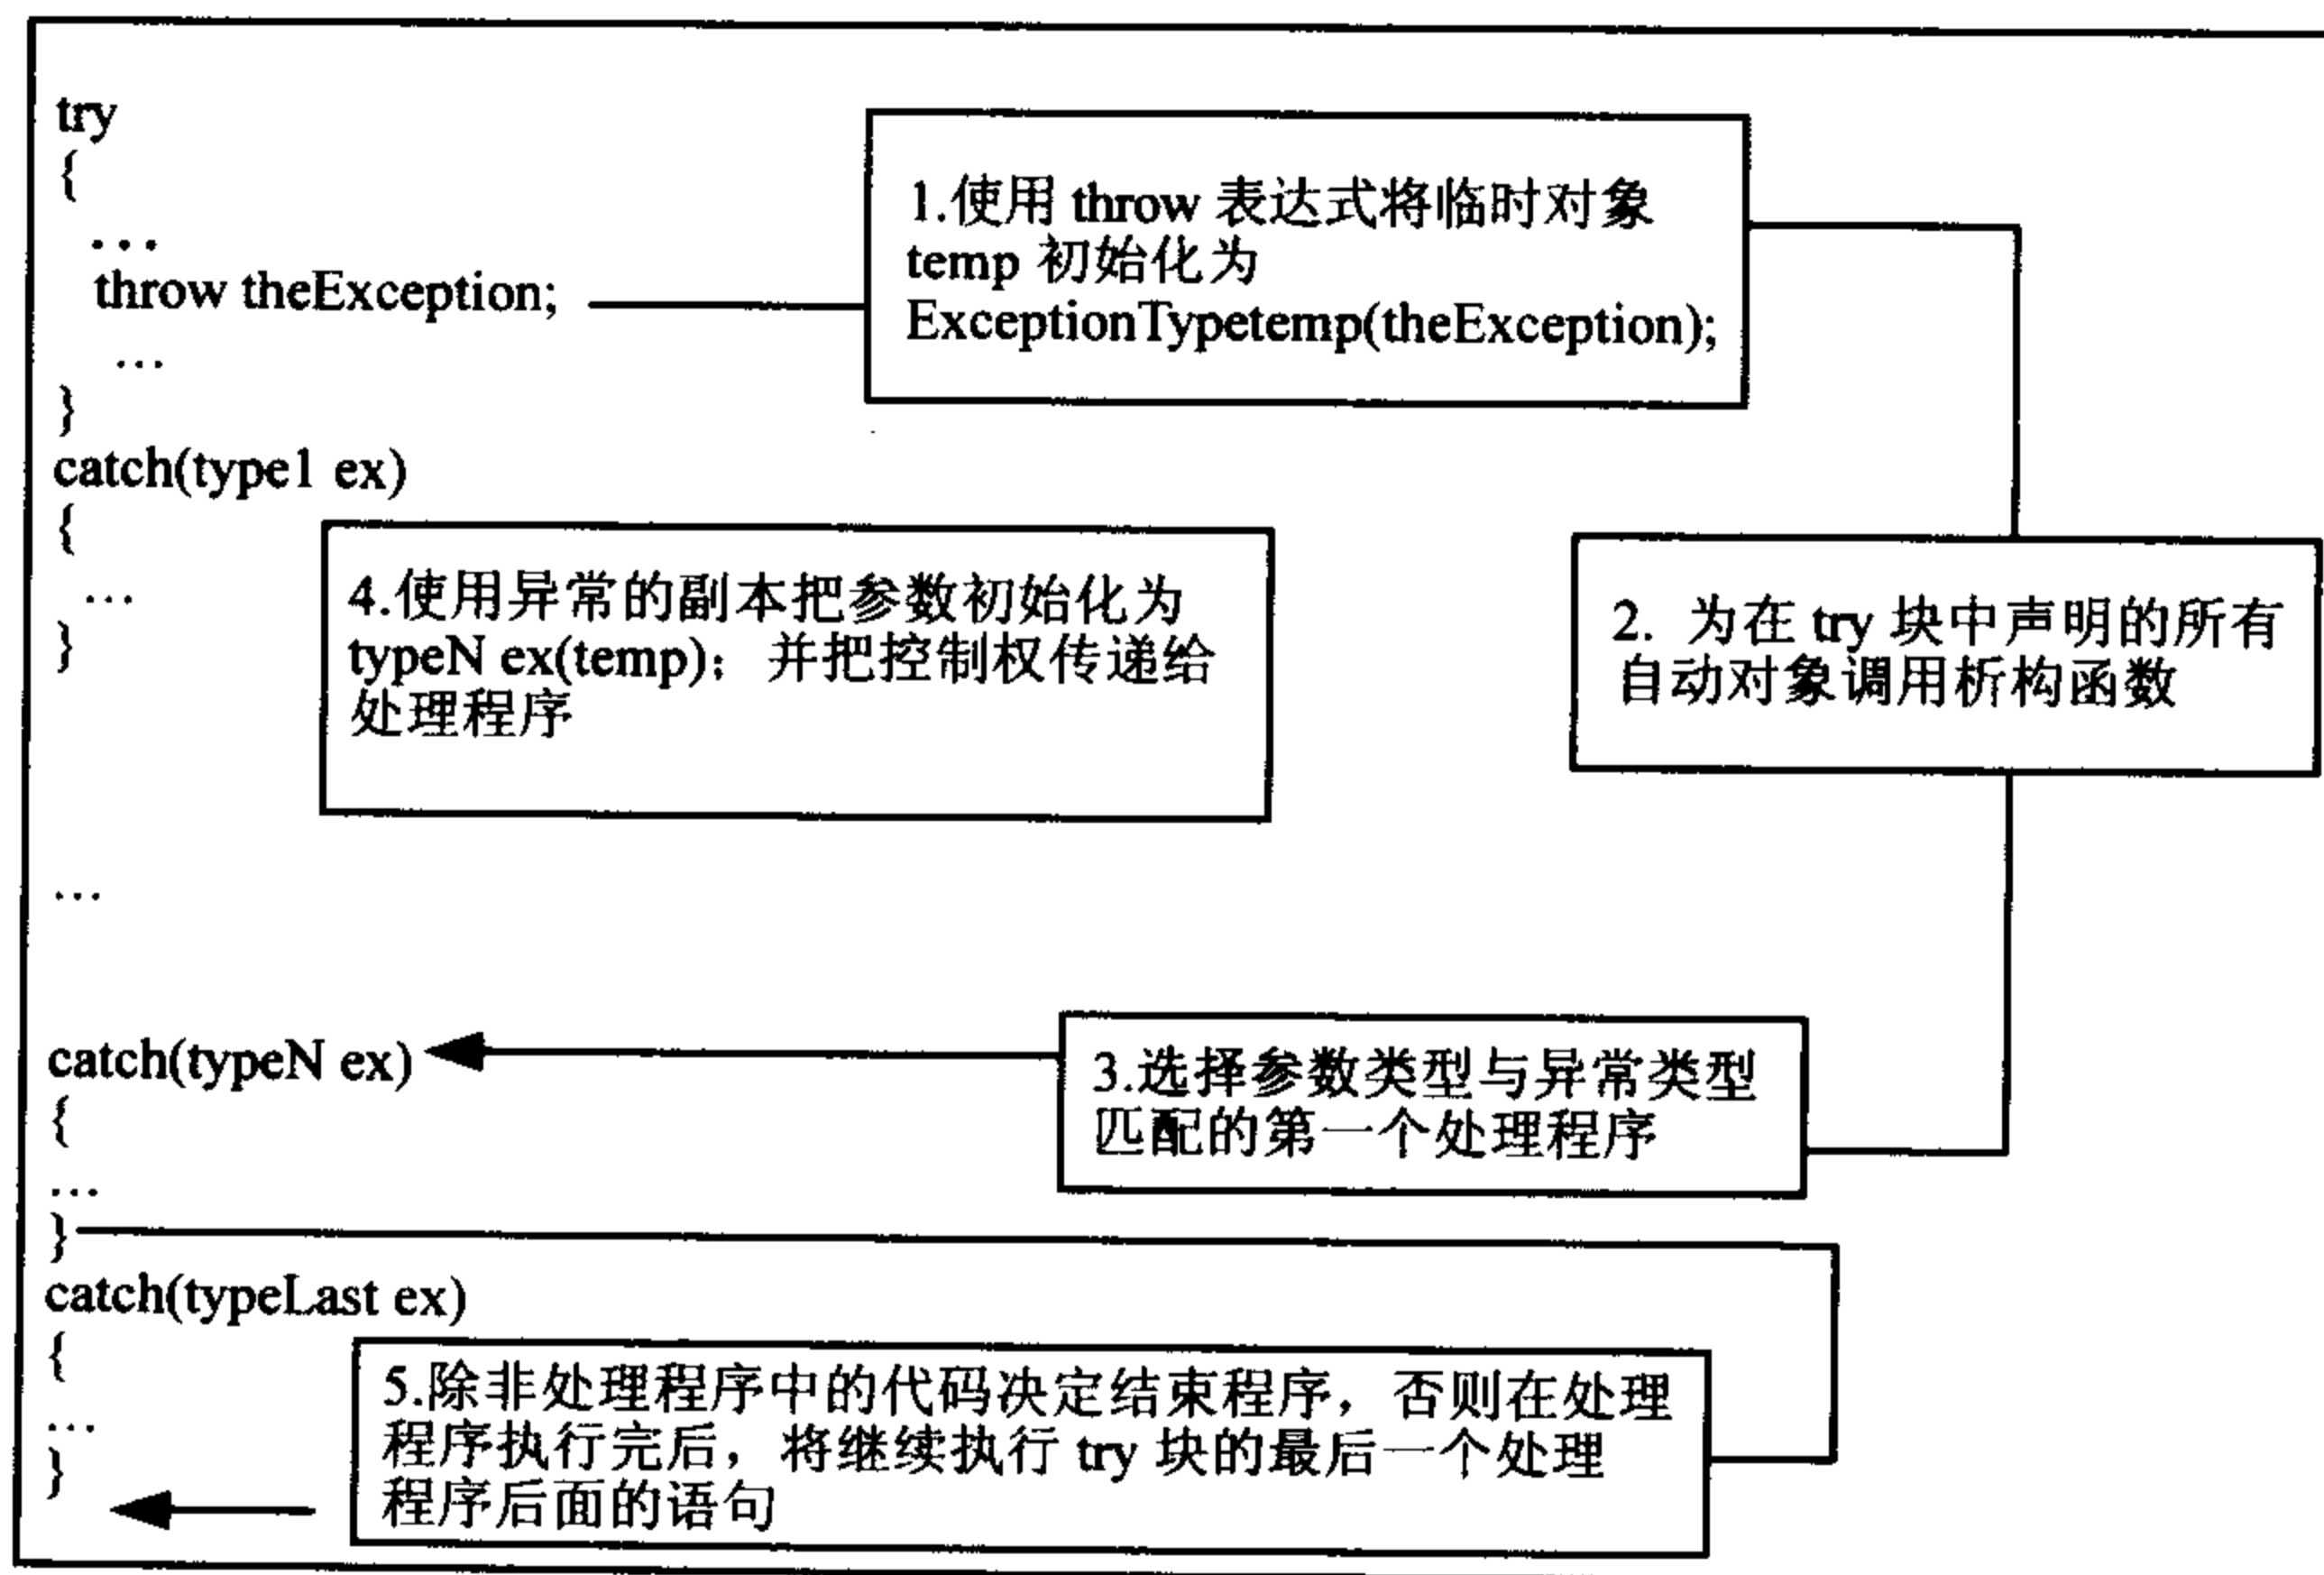 try
{
...
throw theException;
...
}
1.使用 throw 表达式将临时对象
temp 初始化为
ExceptionTypetemp(theException);
catch(type1 ex)
{
...
}
4.使用异常的副本把参数初始化为
typeN ex(temp)；并把控制权传递给
处理程序
2. 为在 try 块中声明的所有
自动对象调用析构函数
...
catch(typeN ex)
{
...
}
3.选择参数类型与异常类型
匹配的第一个处理程序
catch(typeLast ex)
{
...
}
5.除非处理程序中的代码决定结束程序，否则在处理
程序执行完后，将继续执行 try 块的最后一个处理
程序后面的语句